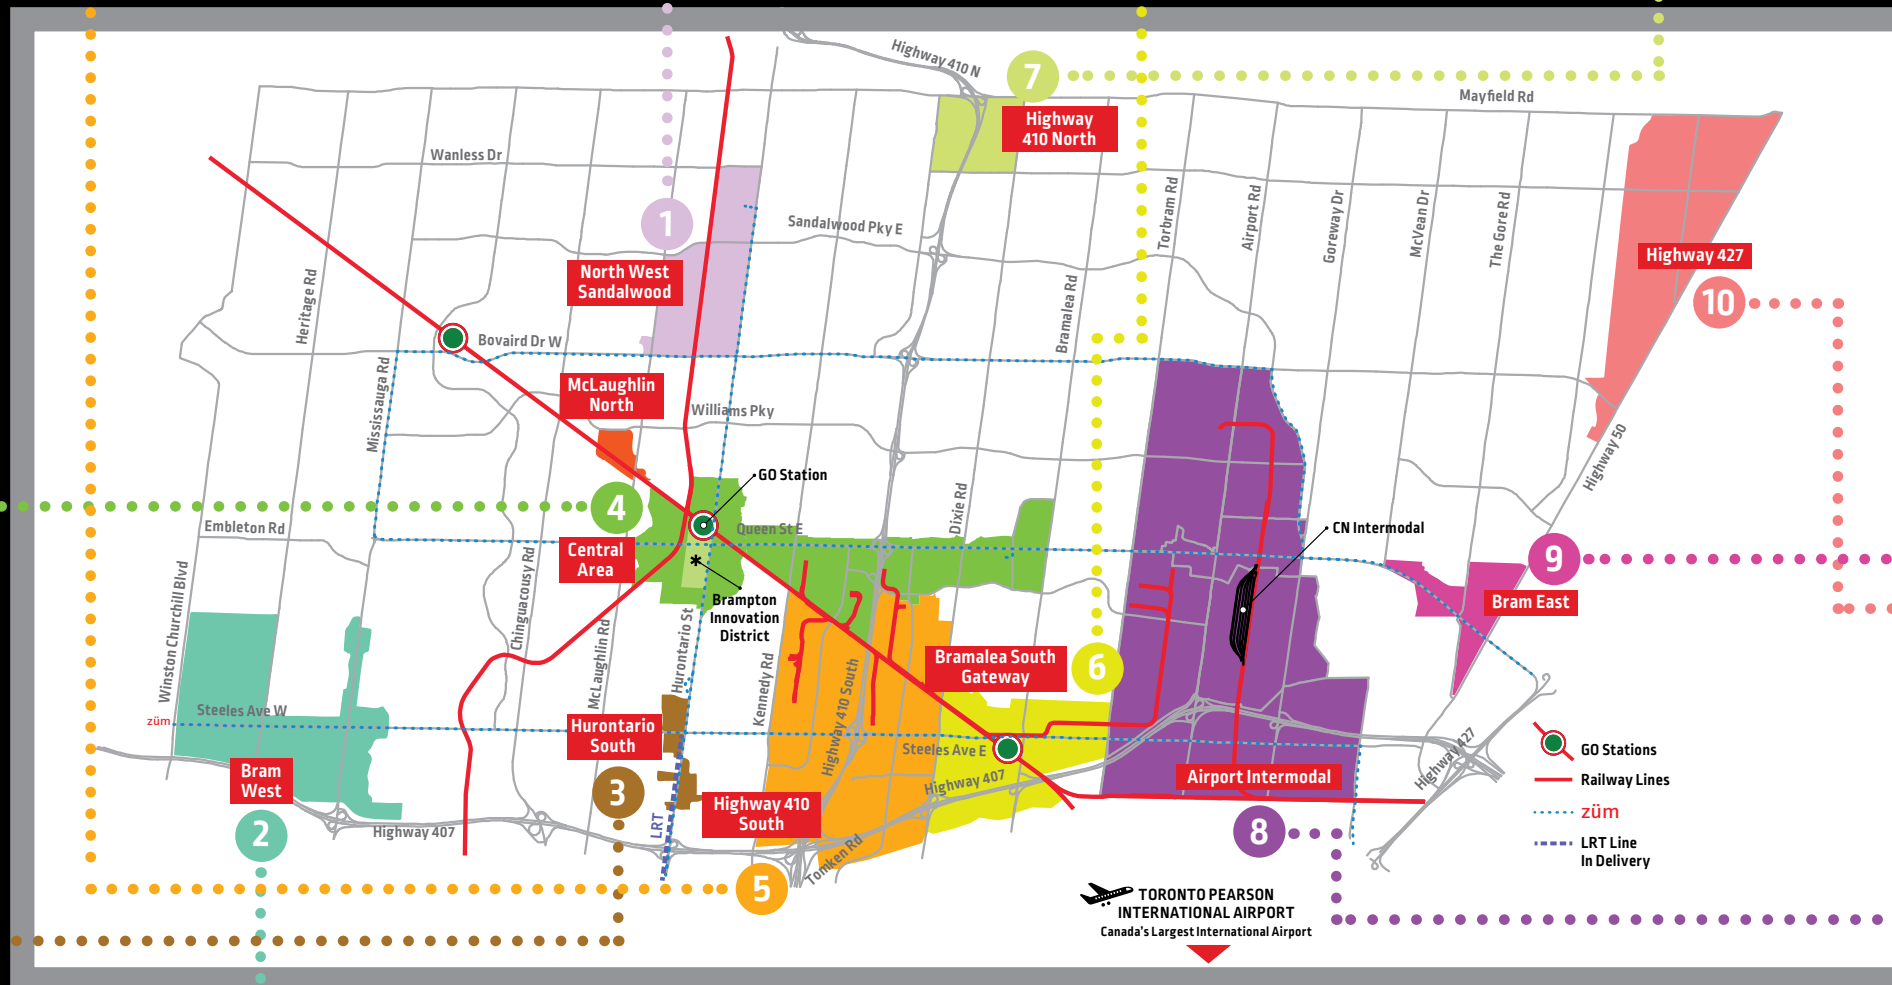 Highway 410 N
7
Highway
410 North
Mayfield Rd
Wanless Dr
1
Sandalwood Pky E
North West
Sandalwood
Heritage Rd
Mississauga Rd
Bovaird Dr W
McLaughlin
North
Williams Pky
Bramalea Rd
Torbram Rd
Airport Rd
Goreway Dr
McVean Dr
The Gore Rd
Highway 427
10
Highway 50
GO Station
4
Embleton Rd
Queen St E
Dixie Rd
CN Intermodal
Central
Area
9
Bram East
Brampton
Innovation
District
Winston Churchill Blvd
Chinguacousy Rd
McLaughlin Rd
Hurontario St
Kennedy Rd
Highway 410 South
Bramalea South
Gateway
6
züm
Steeles Ave W
Hurontario
South
Steeles Ave E
Highway 407
Airport Intermodal
Highway 427
Bram
West
3
Highway 410
South
2
Highway 407
LRT
Tomken Rd
8
5
GO Stations
Railway Lines
züm
LRT Line
In Delivery
TORONTO PEARSON
INTERNATIONAL AIRPORT
Canada's Largest International Airport